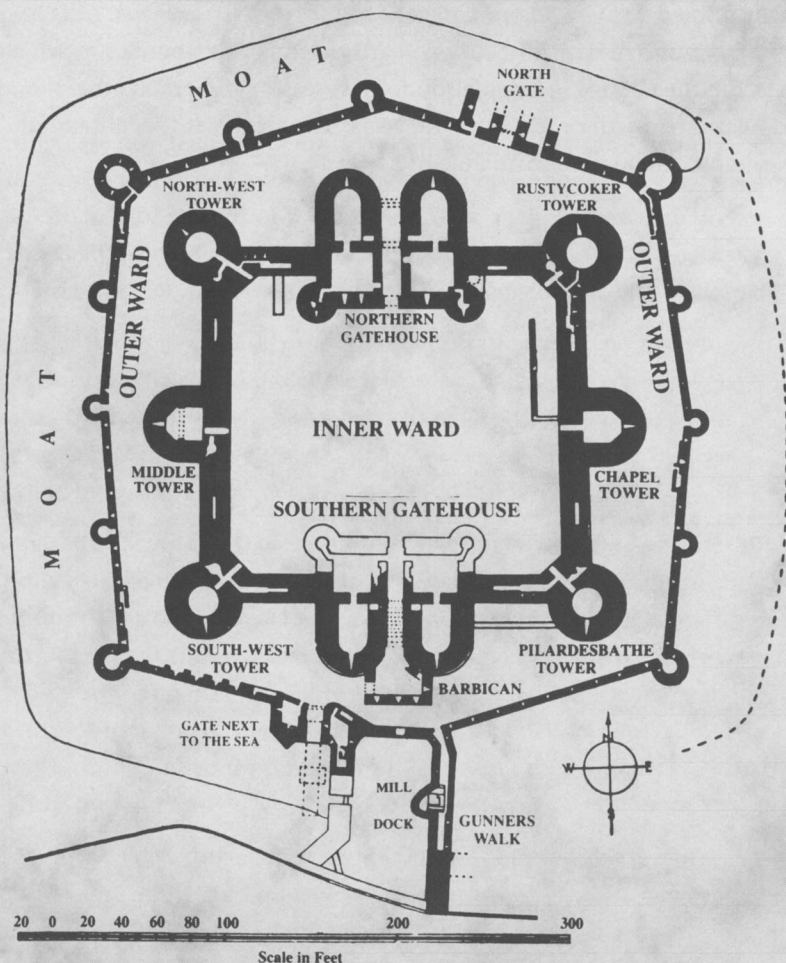 M O A T
NORTH
GATE
NORTH-WEST
TOWER
RUSTYCOKER
TOWER
OUTER WARD
OUTER WARD
NORTHERN
GATEHOUSE
M O A T
INNER WARD
MIDDLE
TOWER
CHAPEL
TOWER
SOUTHERN GATEHOUSE
SOUTH-WEST
TOWER
PILARDESBATHE
TOWER
BARBICAN
GATE NEXT
TO THE SEA
N
W E
S
MILL
DOCK
GUNNERS
WALK
20 0 20 40 60 80 100 200 300
Scale in Feet